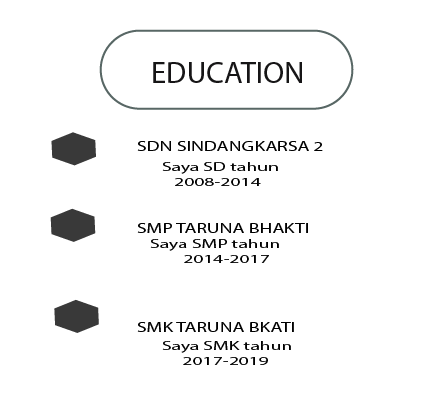 EDUCATION
SDN SINDANGKARSA 2
Saya SD tahun
2008-2014
SMP TARUNA BHAKTI
Saya SMP tahun
2014-2017
SMK TARUNA BKATI
Saya SMK tahun
2017-2019